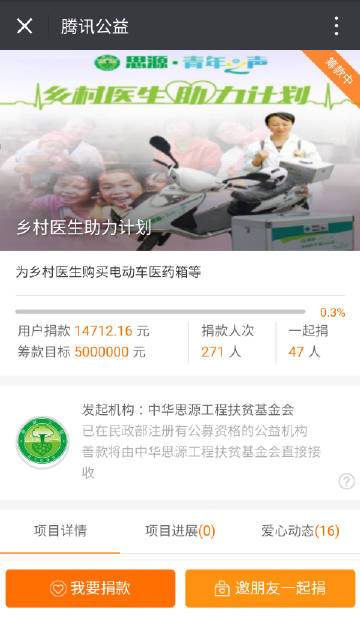 腾讯公益
筹款中
思源·青年之声
乡村医生助力计划
乡村医生助力计划
为乡村医生购买电动车医药箱等
0.3%
用户捐款 14712.16 元
捐款人次
一起捐
筹款目标 5000000 元
271 人
47 人
发起机构：中华思源工程扶贫基金会
已在民政部注册有公募资格的公益机构
善款将由中华思源工程扶贫基金会直接接
收
?
项目详情
项目进展(0)
爱心动态(16)
我要捐款
邀朋友一起捐